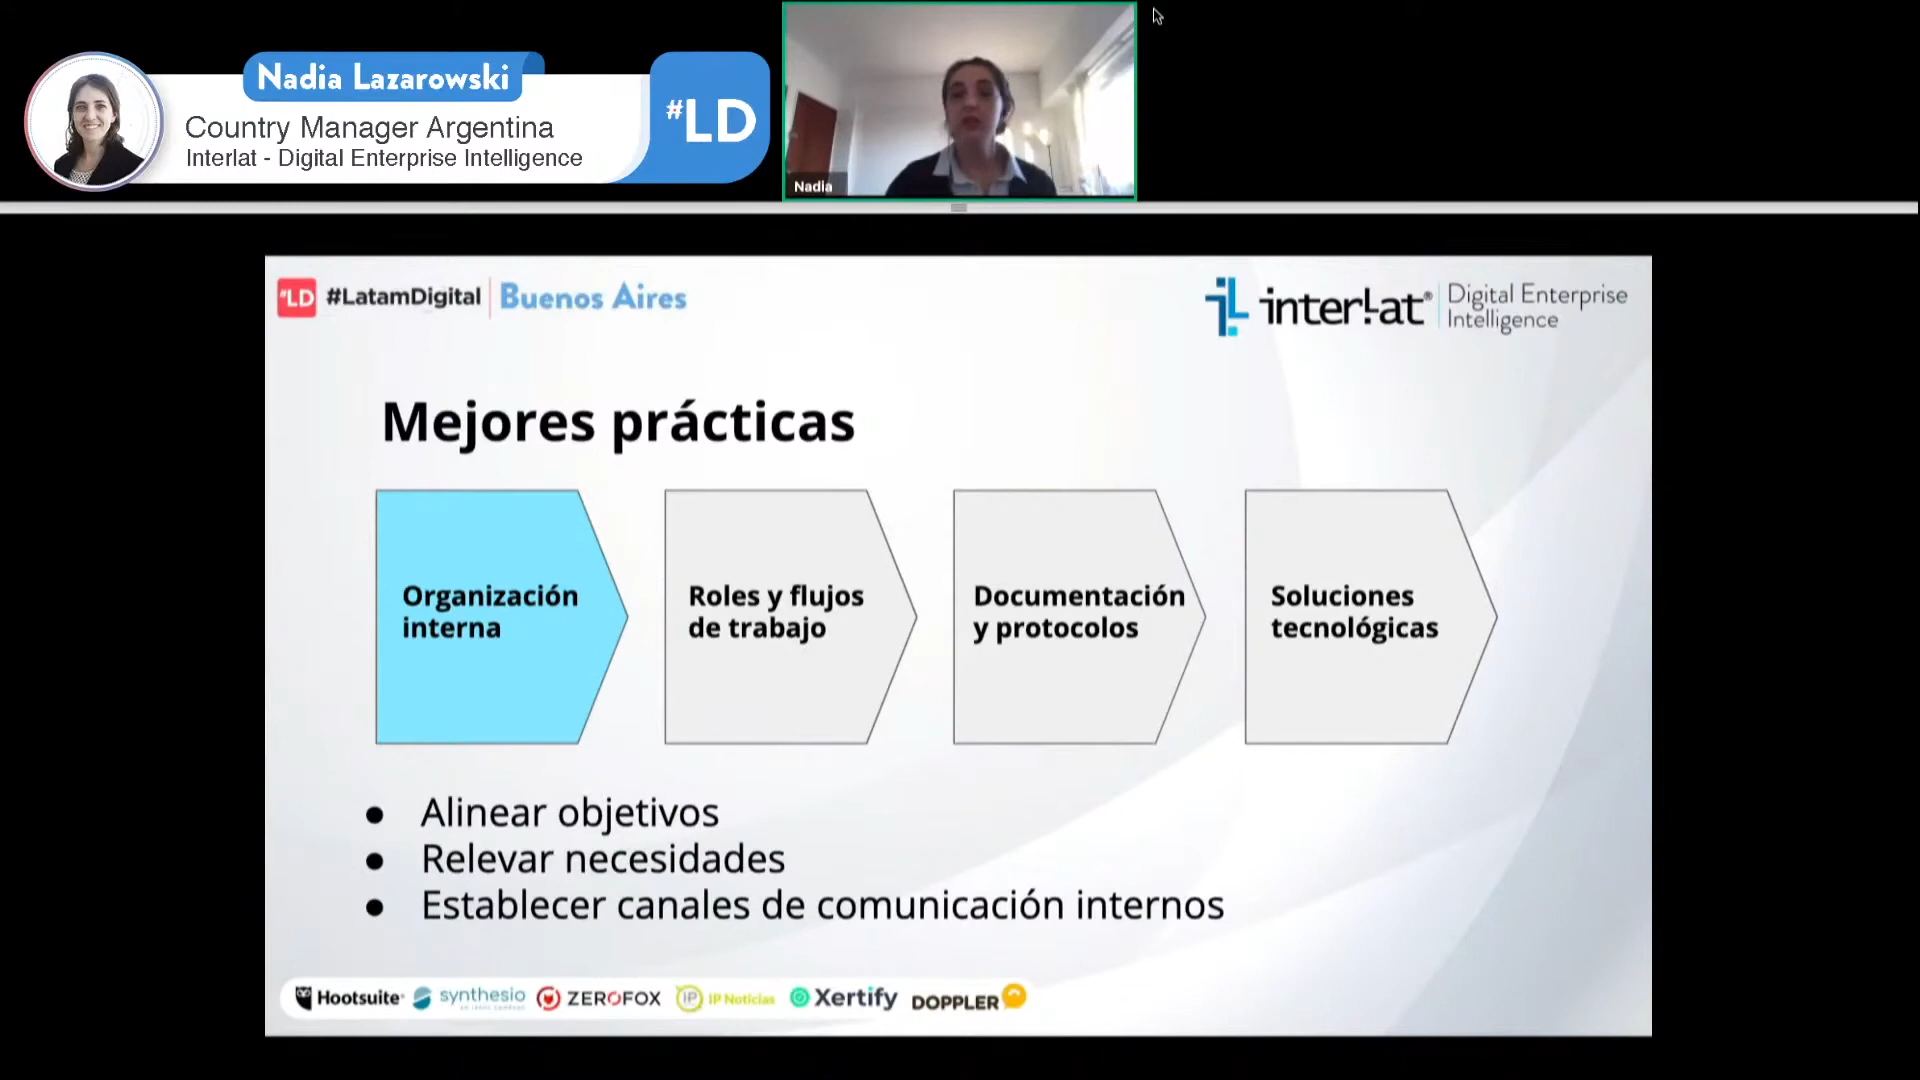 Nadia Lazarowski
Country Manager Argentina
Interlat - Digital Enterprise Intelligence
#LD
Nadia
#LD #LatamDigital Buenos Aires
interlat® Digital Enterprise
Intelligence
Mejores prácticas
Organización
interna
Roles y flujos
de trabajo
Documentación
y protocolos
Soluciones
tecnológicas
● Alinear objetivos
● Relevar necesidades
● Establecer canales de comunicación internos
Hootsuite synthesio ZEROFOX IP IP Noticias Xertify DOPPLER